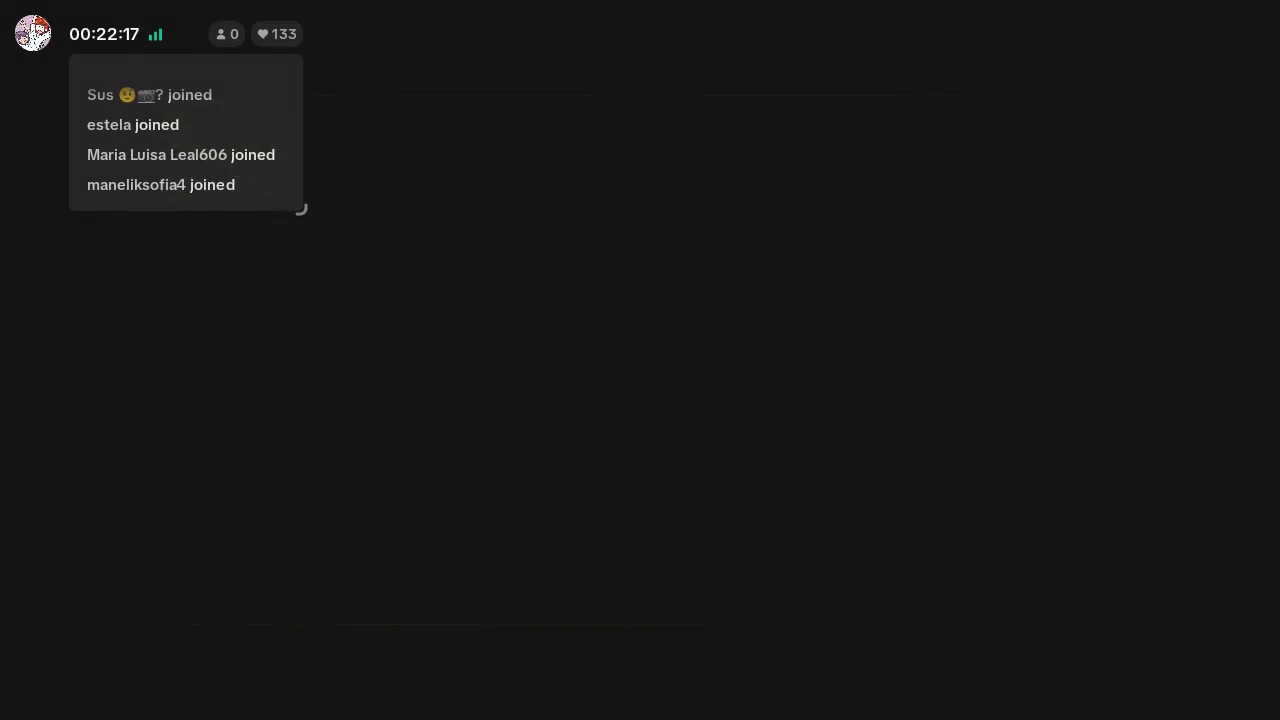 00:22:17 0 133
Sus 🤨📷? joined
estela joined
Maria Luisa Leal606 joined
maneliksofia4 joined